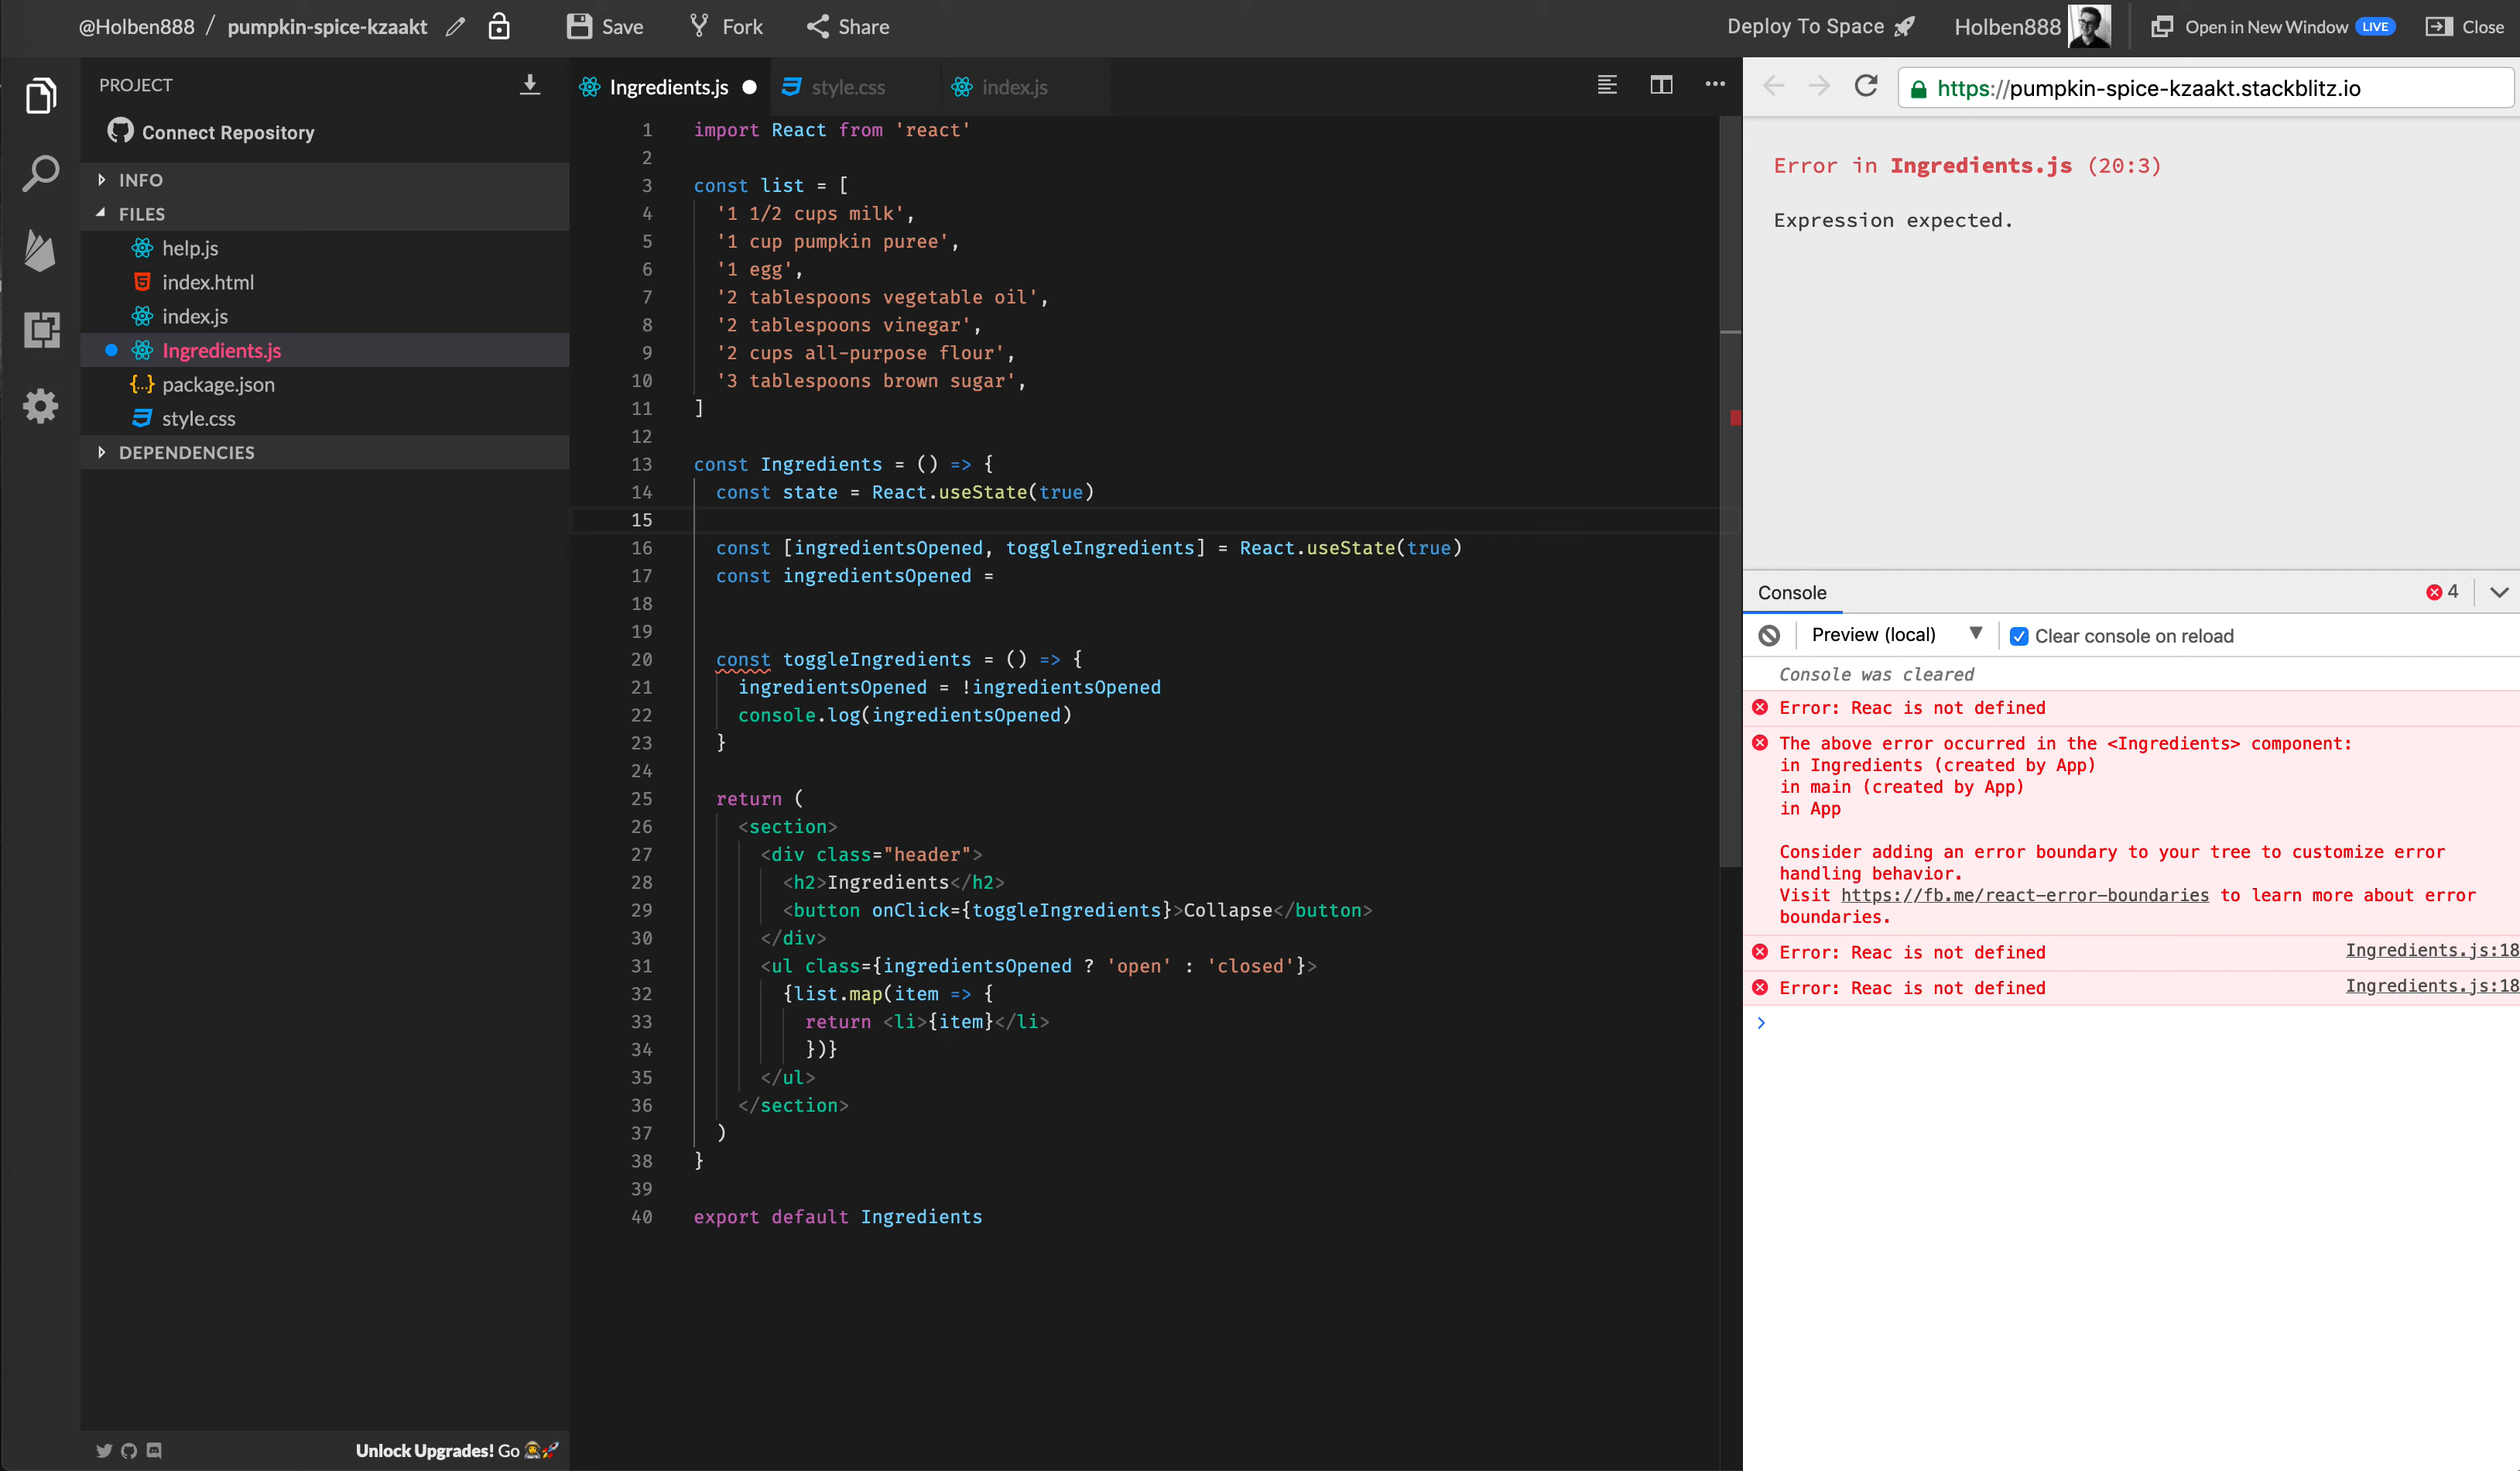 @Holben888 / pumpkin-spice-kzaakt
Save
Fork
Share
Deploy To Space
Holben888
Open in New Window LIVE
Close
PROJECT
Connect Repository
INFO
FILES
help.js
index.html
index.js
Ingredients.js
{...} package.json
style.css
DEPENDENCIES
Unlock Upgrades! Go
Ingredients.js
style.css
index.js
1 import React from 'react'
2
3 const list = [
4 '1 1/2 cups milk',
5 '1 cup pumpkin puree',
6 '1 egg',
7 '2 tablespoons vegetable oil',
8 '2 tablespoons vinegar',
9 '2 cups all-purpose flour',
10 '3 tablespoons brown sugar',
11 ]
12
13 const Ingredients = () => {
14 const state = React.useState(true)
15
16 const [ingredientsOpened, toggleIngredients] = React.useState(true)
17 const ingredientsOpened =
18
19
20 const toggleIngredients = () => {
21 ingredientsOpened = !ingredientsOpened
22 console.log(ingredientsOpened)
23 }
24
25 return (
26 <section>
27 <div class="header">
28 <h2>Ingredients</h2>
29 <button onClick={toggleIngredients}>Collapse</button>
30 </div>
31 <ul class={ingredientsOpened ? 'open' : 'closed'}>
32 {list.map(item => {
33 return <li>{item}</li>
34 })}
35 </ul>
36 </section>
37 )
38 }
39
40 export default Ingredients
https://pumpkin-spice-kzaakt.stackblitz.io
Error in Ingredients.js (20:3)
Expression expected.
Console
4
Preview (local) ▼
Clear console on reload
Console was cleared
Error: Reac is not defined
The above error occurred in the <Ingredients> component:
in Ingredients (created by App)
in main (created by App)
in App
Consider adding an error boundary to your tree to customize error
handling behavior.
Visit https://fb.me/react-error-boundaries to learn more about error
boundaries.
Error: Reac is not defined Ingredients.js:18
Error: Reac is not defined Ingredients.js:18
>